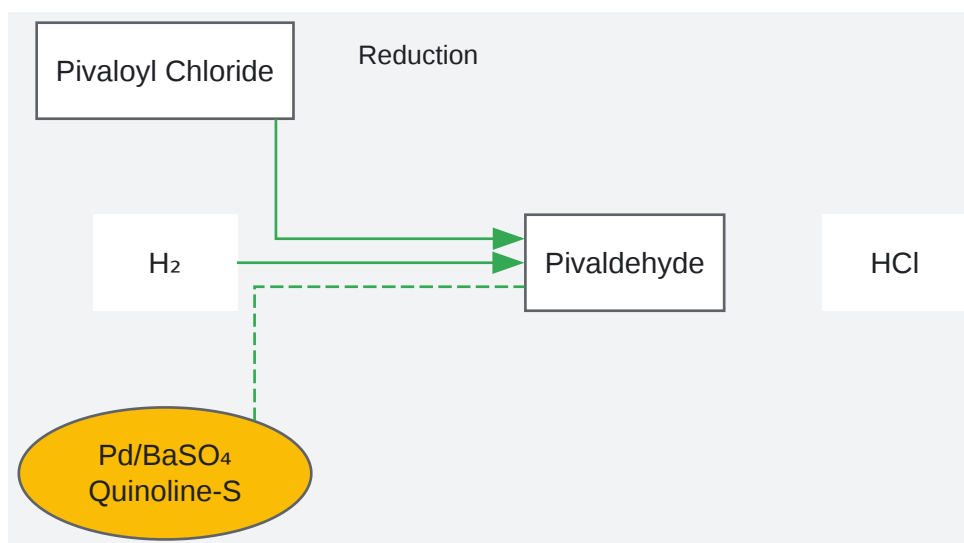 Pivaloyl Chloride
Reduction
H₂
Pivaldehyde
HCl
Pd/BaSO₄
Quinoline-S